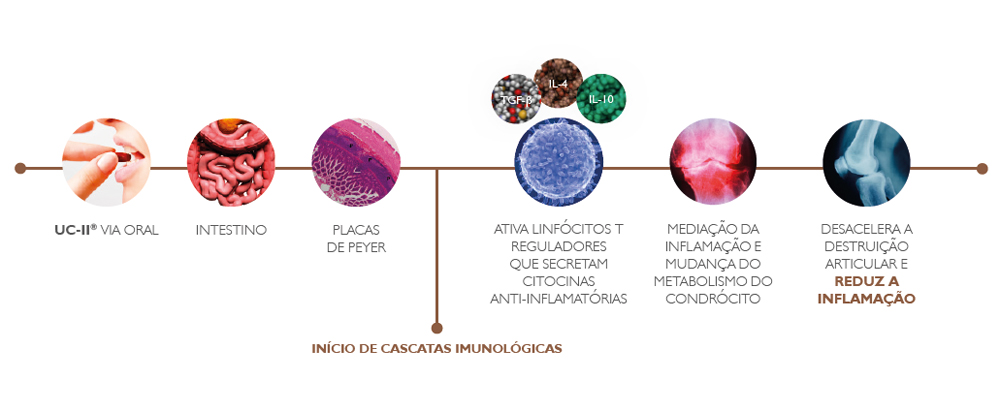 TGF-β
IL-4
IL-10
UC-II® VIA ORAL
INTESTINO
PLACAS
DE PEYER
ATIVA LINFÓCITOS T
REGULADORES
QUE SECRETAM
CITOCINAS
ANTI-INFLAMATÓRIAS
MEDIAÇÃO DA
INFLAMAÇÃO E
MUDANÇA DO
METABOLISMO DO
CONDRÓCITO
DESACELERA A
DESTRUIÇÃO
ARTICULAR E
REDUZ A
INFLAMAÇÃO
INÍCIO DE CASCATAS IMUNOLÓGICAS